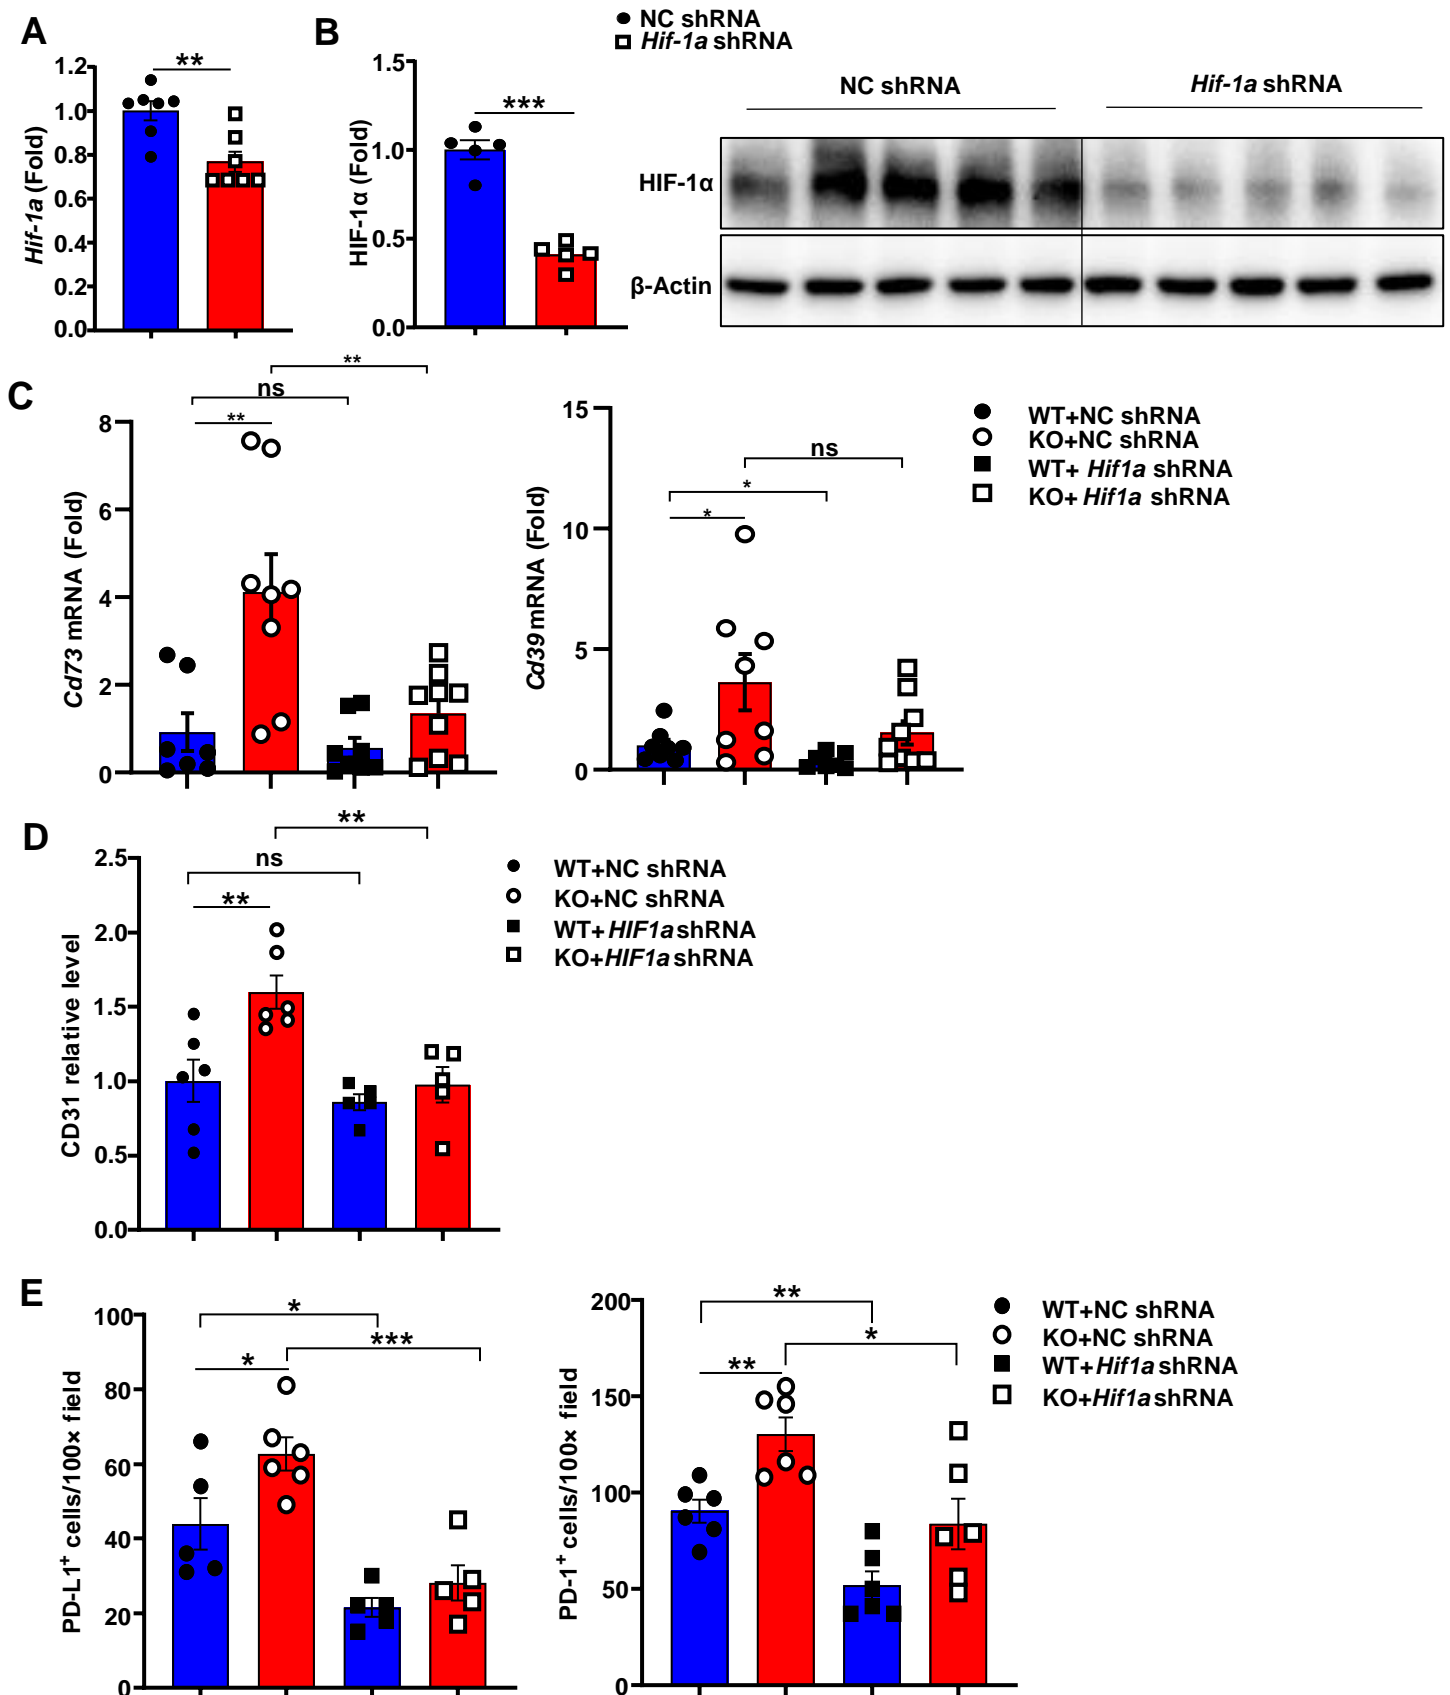 A
Hif-1a (Fold)
1.2
1.0
0.8
0.6
0.4
0.2
0.0
**
B
HIF-1α (Fold)
1.5
1.0
0.5
0.0
***
NC shRNA
Hif-1a shRNA
NC shRNA
Hif-1a shRNA
HIF-1α
β-Actin
C
Cd73 mRNA (Fold)
8
6
4
2
0
**
ns
**
Cd39 mRNA (Fold)
15
10
5
0
ns
*
*
WT+NC shRNA
KO+NC shRNA
WT+ Hif1a shRNA
KO+ Hif1a shRNA
D
CD31 relative level
2.5
2.0
1.5
1.0
0.5
0.0
**
ns
**
WT+NC shRNA
KO+NC shRNA
WT+HIF1a shRNA
KO+HIF1a shRNA
E
PD-L1+ cells/100× field
100
80
60
40
20
0
*
***
*
PD-1+ cells/100× field
200
150
100
50
0
**
*
**
WT+NC shRNA
KO+NC shRNA
WT+Hif1a shRNA
KO+Hif1a shRNA